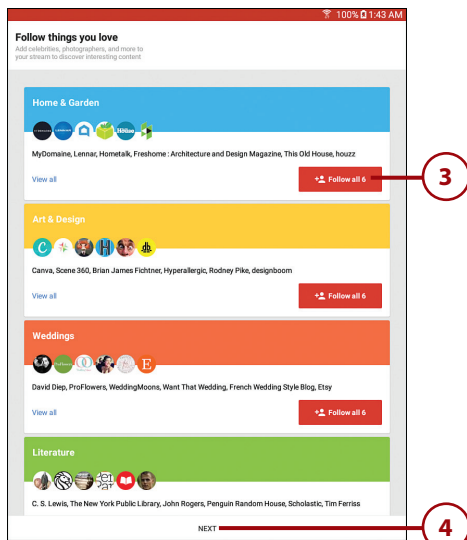 100% 1:43 AM
Follow things you love
Add celebrities, photographers, and more to
your stream to discover interesting content
Home & Garden
MyDomaine, Lennar, Hometalk, Freshome : Architecture and Design Magazine, This Old House, houzz
View all
Follow all 6
3
Art & Design
Canva, Scene 360, Brian James Fichtner, Hyperallergic, Rodney Pike, designboom
View all
Follow all 6
Weddings
David Diep, ProFlowers, WeddingMoons, Want That Wedding, French Wedding Style Blog, Etsy
View all
Follow all 6
Literature
C. S. Lewis, The New York Public Library, John Rogers, Penguin Random House, Scholastic, Tim Ferriss
NEXT
4